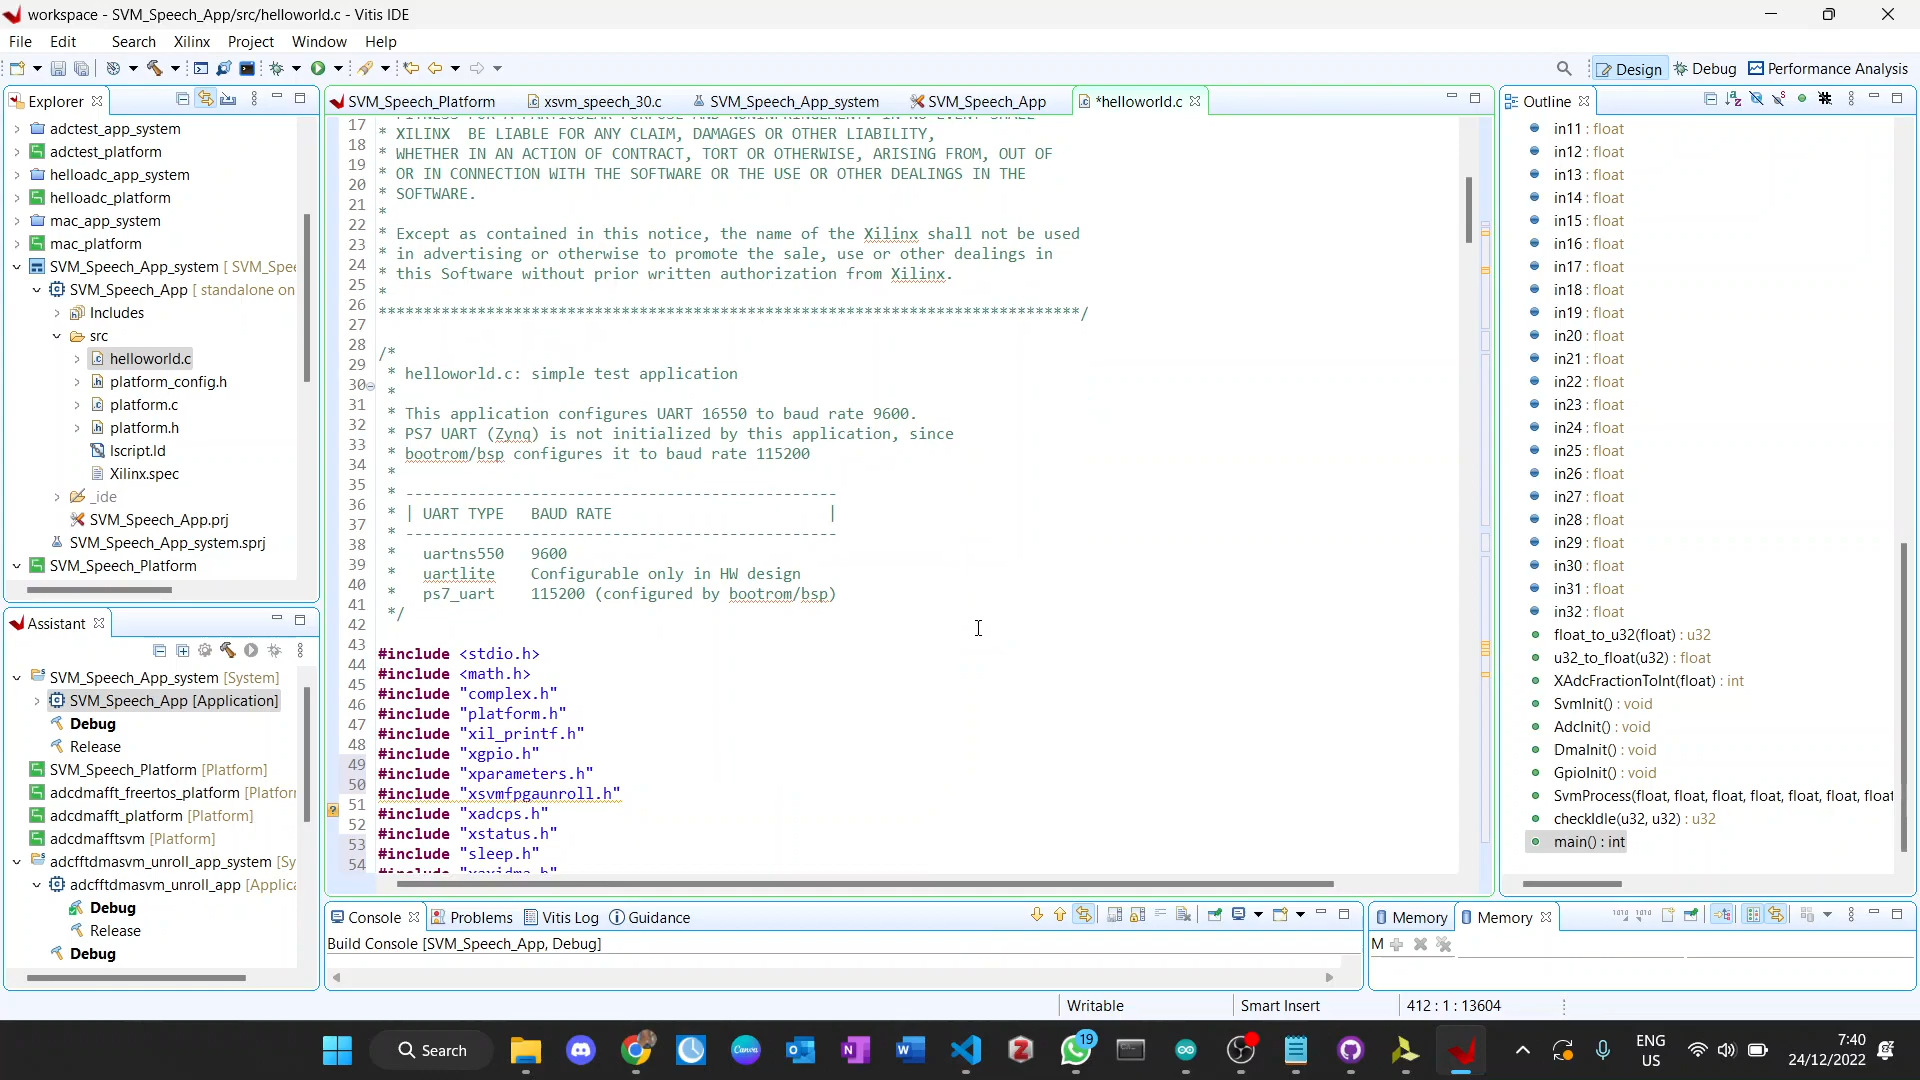 workspace - SVM_Speech_App/src/helloworld.c - Vitis IDE
File Edit Search Xilinx Project Window Help
Design Debug Performance Analysis
Explorer
adctest_app_system
adctest_platform
helloadc_app_system
helloadc_platform
mac_app_system
mac_platform
SVM_Speech_App_system [ SVM_Spee
SVM_Speech_App [ standalone on
Includes
src
helloworld.c
platform_config.h
platform.c
platform.h
lscript.ld
Xilinx.spec
_ide
SVM_Speech_App.prj
SVM_Speech_App_system.sprj
SVM_Speech_Platform
Assistant
SVM_Speech_App_system [System]
SVM_Speech_App [Application]
Debug
Release
SVM_Speech_Platform [Platform]
adcdmafft_freertos_platform [Platforr
adcdmafft_platform [Platform]
adcdmafftsvm [Platform]
adcfftdmasvm_unroll_app_system [Sy
adcfftdmasvm_unroll_app [Applica
Debug
Release
Debug
SVM_Speech_Platform xsvm_speech_30.c SVM_Speech_App_system SVM_Speech_App *helloworld.c
17
18 * XILINX BE LIABLE FOR ANY CLAIM, DAMAGES OR OTHER LIABILITY,
19 * WHETHER IN AN ACTION OF CONTRACT, TORT OR OTHERWISE, ARISING FROM, OUT OF
20 * OR IN CONNECTION WITH THE SOFTWARE OR THE USE OR OTHER DEALINGS IN THE
21 * SOFTWARE.
22 *
23 * Except as contained in this notice, the name of the Xilinx shall not be used
24 * in advertising or otherwise to promote the sale, use or other dealings in
25 * this Software without prior written authorization from Xilinx.
26 *
27 ******************************************************************************/
28
29 /*
30 * helloworld.c: simple test application
31 *
32 * This application configures UART 16550 to baud rate 9600.
33 * PS7 UART (Zynq) is not initialized by this application, since
34 * bootrom/bsp configures it to baud rate 115200
35 *
36 * ------------------------------------------------
37 * | UART TYPE   BAUD RATE                        |
38 * ------------------------------------------------
39 *   uartns550   9600
40 *   uartlite    Configurable only in HW design
41 *   ps7_uart    115200 (configured by bootrom/bsp)
42 */
43
44 #include <stdio.h>
45 #include <math.h>
46 #include "complex.h"
47 #include "platform.h"
48 #include "xil_printf.h"
49 #include "xgpio.h"
50 #include "xparameters.h"
51 #include "xsvmfpgaunroll.h"
52 #include "xadcps.h"
53 #include "xstatus.h"
54 #include "sleep.h"
#include "xaxidma.h"
Outline
in11 : float
in12 : float
in13 : float
in14 : float
in15 : float
in16 : float
in17 : float
in18 : float
in19 : float
in20 : float
in21 : float
in22 : float
in23 : float
in24 : float
in25 : float
in26 : float
in27 : float
in28 : float
in29 : float
in30 : float
in31 : float
in32 : float
float_to_u32(float) : u32
u32_to_float(u32) : float
XAdcFractionToInt(float) : int
SvmInit() : void
AdcInit() : void
DmaInit() : void
GpioInit() : void
SvmProcess(float, float, float, float, float, float, float
checkIdle(u32, u32) : u32
main() : int
Console Problems Vitis Log Guidance
Build Console [SVM_Speech_App, Debug]
Memory Memory
M
Writable Smart Insert 412 : 1 : 13604
Search
19
ENG
US
7:40
24/12/2022